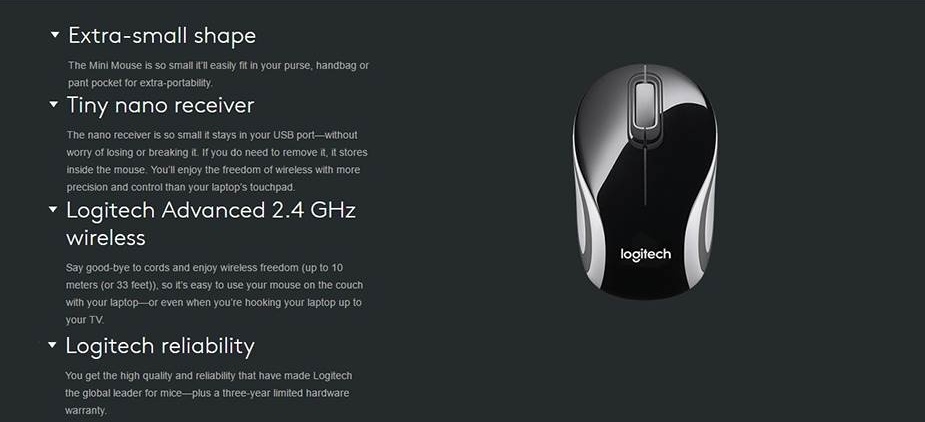 Extra-small shape
The Mini Mouse is so small it'll easily fit in your purse, handbag or
pant pocket for extra-portability.
Tiny nano receiver
The nano receiver is so small it stays in your USB port—without
worry of losing or breaking it. If you do need to remove it, it stores
inside the mouse. You'll enjoy the freedom of wireless with more
precision and control than your laptop's touchpad.
Logitech Advanced 2.4 GHz
wireless
Say good-bye to cords and enjoy wireless freedom (up to 10
meters (or 33 feet)), so it's easy to use your mouse on the couch
with your laptop—or even when you're hooking your laptop up to
your TV.
Logitech reliability
You get the high quality and reliability that have made Logitech
the global leader for mice—plus a three-year limited hardware
warranty.
logitech